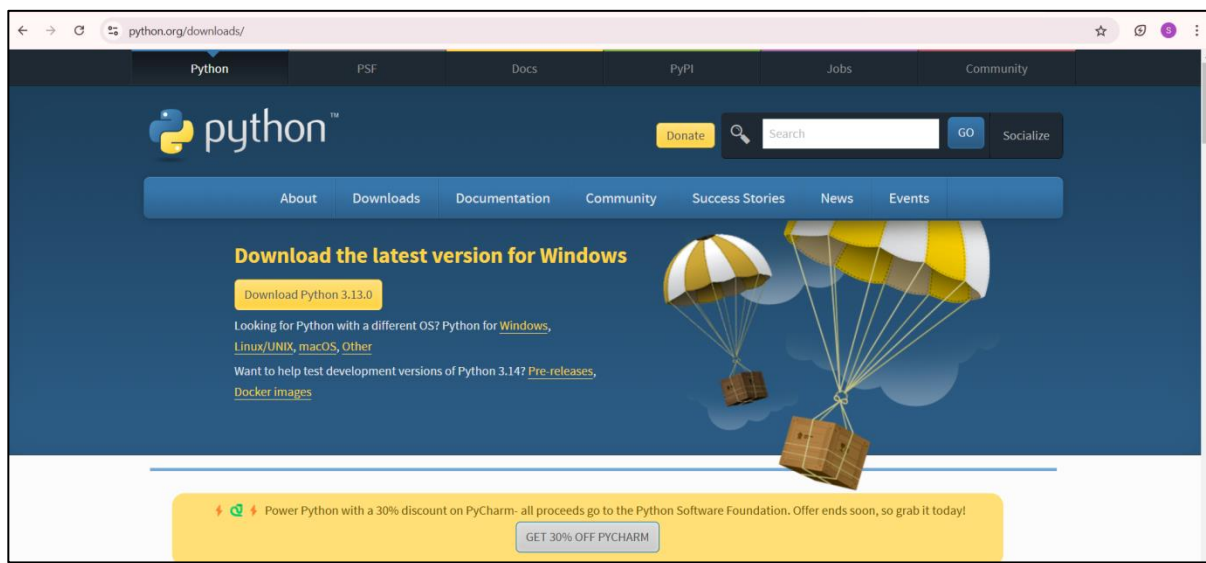 python.org/downloads/
S
Python PSF Docs PyPI Jobs Community
python™
Donate Search GO Socialize
About Downloads Documentation Community Success Stories News Events
Download the latest version for Windows
Download Python 3.13.0
Looking for Python with a different OS? Python for Windows,
Linux/UNIX, macOS, Other
Want to help test development versions of Python 3.14? Pre-releases,
Docker images
Power Python with a 30% discount on PyCharm- all proceeds go to the Python Software Foundation. Offer ends soon, so grab it today!
GET 30% OFF PYCHARM